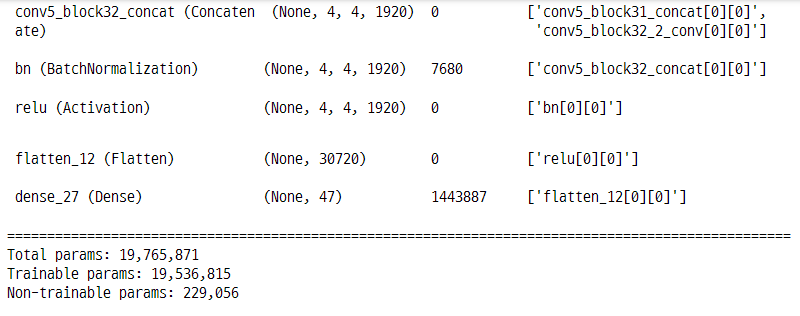 conv5_block32_concat (Concaten  (None, 4, 4, 1920)  0           ['conv5_block31_concat[0][0]',
ate)                                                             'conv5_block32_2_conv[0][0]']
bn (BatchNormalization)        (None, 4, 4, 1920)   7680        ['conv5_block32_concat[0][0]']
relu (Activation)              (None, 4, 4, 1920)   0           ['bn[0][0]']
flatten_12 (Flatten)           (None, 30720)        0           ['relu[0][0]']
dense_27 (Dense)               (None, 47)           1443887     ['flatten_12[0][0]']
==================================================================================================
Total params: 19,765,871
Trainable params: 19,536,815
Non-trainable params: 229,056